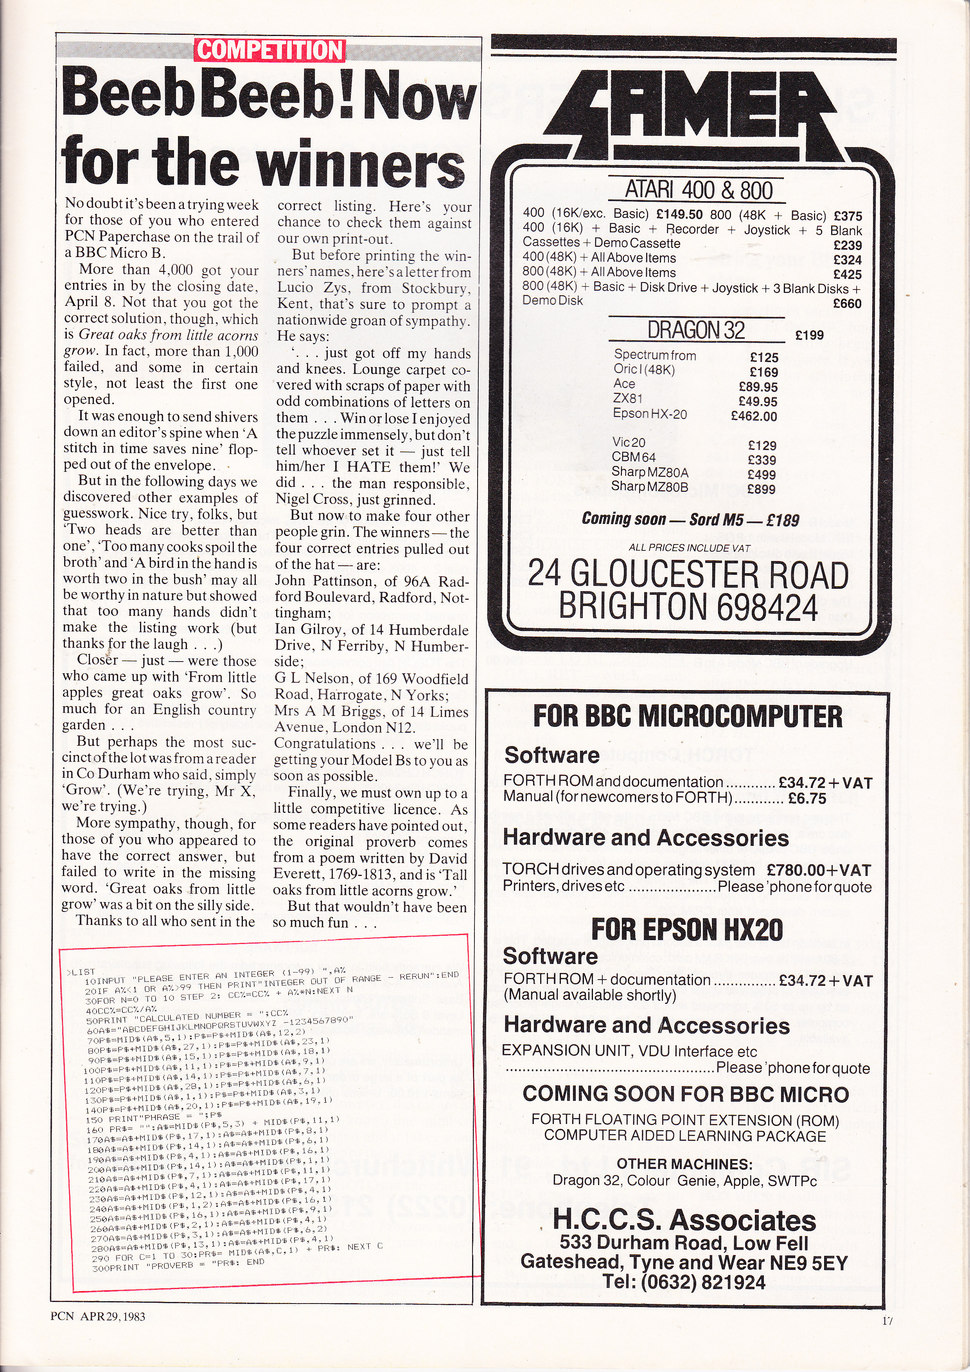 COMPETITION
Beeb Beeb! Now
for the winners
No doubt it's been a trying week
for those of you who entered
PCN Paperchase on the trail of
a BBC Micro B.
More than 4,000 got your
entries in by the closing date,
April 8. Not that you got the
correct solution, though, which
is Great oaks from little acorns
grow. In fact, more than 1,000
failed, and some in certain
style, not least the first one
opened.
It was enough to send shivers
down an editor's spine when 'A
stitch in time saves nine' flop-
ped out of the envelope.
But in the following days we
discovered other examples of
guesswork. Nice try, folks, but
'Two heads are better than
one', 'Too many cooks spoil the
broth' and 'A bird in the hand is
worth two in the bush' may all
be worthy in nature but showed
that too many hands didn't
make the listing work (but
thanks for the laugh . . .)
Closer — just — were those
who came up with 'From little
apples great oaks grow'. So
much for an English country
garden . . .
But perhaps the most suc-
cinct of the lot was from a reader
in Co Durham who said, simply
'Grow'. (We're trying, Mr X,
we're trying.)
More sympathy, though, for
those of you who appeared to
have the correct answer, but
failed to write in the missing
word. 'Great oaks from little
grow' was a bit on the silly side.
Thanks to all who sent in the
correct listing. Here's your
chance to check them against
our own print-out.
But before printing the win-
ners' names, here's a letter from
Lucio Zys, from Stockbury,
Kent, that's sure to prompt a
nationwide groan of sympathy.
He says:
'. . . just got off my hands
and knees. Lounge carpet co-
vered with scraps of paper with
odd combinations of letters on
them . . . Win or lose I enjoyed
the puzzle immensely, but don't
tell whoever set it — just tell
him/her I HATE them!' We
did . . . the man responsible,
Nigel Cross, just grinned.
But now to make four other
people grin. The winners — the
four correct entries pulled out
of the hat — are:
John Pattinson, of 96A Rad-
ford Boulevard, Radford, Not-
tingham;
Ian Gilroy, of 14 Humberdale
Drive, N Ferriby, N Humber-
side;
G L Nelson, of 169 Woodfield
Road, Harrogate, N Yorks;
Mrs A M Briggs, of 14 Limes
Avenue, London N12.
Congratulations . . . we'll be
getting your Model Bs to you as
soon as possible.
Finally, we must own up to a
little competitive licence. As
some readers have pointed out,
the original proverb comes
from a poem written by David
Everett, 1769-1813, and is 'Tall
oaks from little acorns grow.'
But that wouldn't have been
so much fun . . .
>LIST
10INPUT "PLEASE ENTER AN INTEGER (1-99) ",A%
20IF A%<1 OR A%>99 THEN PRINT"INTEGER OUT OF RANGE - RERUN":END
30FOR N=0 TO 10 STEP 2: CC%=CC% + A%*N:NEXT N
40CC%=CC%/A%
50PRINT "CALCULATED NUMBER = ";CC%
60A$="ABCDEFGHIJKLMNOPQRSTUVWXYZ -1234567890"
70P$=MID$(A$,5,1):P$=P$+MID$(A$,12,2)
80P$=P$+MID$(A$,27,1):P$=P$+MID$(A$,23,1)
90P$=P$+MID$(A$,15,1):P$=P$+MID$(A$,18,1)
100P$=P$+MID$(A$,11,1):P$=P$+MID$(A$,9,1)
110P$=P$+MID$(A$,14,1):P$=P$+MID$(A$,7,1)
120P$=P$+MID$(A$,28,1):P$=P$+MID$(A$,6,1)
130P$=P$+MID$(A$,1,1):P$=P$+MID$(A$,3,1)
140P$=P$+MID$(A$,20,1):P$=P$+MID$(A$,19,1)
150 PRINT"PHRASE = ";P$
160 PR$= "":A$=MID$(P$,5,3) + MID$(P$,11,1)
170A$=A$+MID$(P$,17,1):A$=A$+MID$(P$,8,1)
180A$=A$+MID$(P$,14,1):A$=A$+MID$(P$,6,1)
190A$=A$+MID$(P$,4,1):A$=A$+MID$(P$,16,1)
200A$=A$+MID$(P$,14,1):A$=A$+MID$(P$,1,1)
210A$=A$+MID$(P$,7,1):A$=A$+MID$(P$,11,1)
220A$=A$+MID$(P$,4,1):A$=A$+MID$(P$,17,1)
230A$=A$+MID$(P$,12,1):A$=A$+MID$(P$,4,1)
240A$=A$+MID$(P$,1,2):A$=A$+MID$(P$,16,1)
250A$=A$+MID$(P$,16,1):A$=A$+MID$(P$,9,1)
260A$=A$+MID$(P$,2,1):A$=A$+MID$(P$,4,1)
270A$=A$+MID$(P$,3,1):A$=A$+MID$(P$,6,2)
280A$=A$+MID$(P$,13,1):A$=A$+MID$(P$,4,1)
290 FOR C=1 TO 30:PR$= MID$(A$,C,1) + PR$: NEXT C
300PRINT "PROVERB = "PR$: END
GAMER
ATARI 400 & 800
400 (16K/exc. Basic) £149.50 800 (48K + Basic) £375
400 (16K) + Basic + Recorder + Joystick + 5 Blank
Cassettes + Demo Cassette £239
400 (48K) + All Above Items £324
800 (48K) + All Above Items £425
800 (48K) + Basic + Disk Drive + Joystick + 3 Blank Disks +
Demo Disk £660
DRAGON 32 £199
Spectrum from £125
Oric I (48K) £169
Ace £89.95
ZX81 £49.95
Epson HX-20 £462.00
Vic 20 £129
CBM 64 £339
Sharp MZ80A £499
Sharp MZ80B £899
Coming soon — Sord M5 — £189
ALL PRICES INCLUDE VAT
24 GLOUCESTER ROAD
BRIGHTON 698424
FOR BBC MICROCOMPUTER
Software
FORTH ROM and documentation ............ £34.72 + VAT
Manual (for newcomers to FORTH)............ £6.75
Hardware and Accessories
TORCH drives and operating system £780.00+VAT
Printers, drives etc .....................Please 'phone for quote
FOR EPSON HX20
Software
FORTH ROM + documentation ............... £34.72 + VAT
(Manual available shortly)
Hardware and Accessories
EXPANSION UNIT, VDU Interface etc
..................................................Please 'phone for quote
COMING SOON FOR BBC MICRO
FORTH FLOATING POINT EXTENSION (ROM)
COMPUTER AIDED LEARNING PACKAGE
OTHER MACHINES:
Dragon 32, Colour Genie, Apple, SWTPc
H.C.C.S. Associates
533 Durham Road, Low Fell
Gateshead, Tyne and Wear NE9 5EY
Tel: (0632) 821924
PCN APR 29, 1983
17